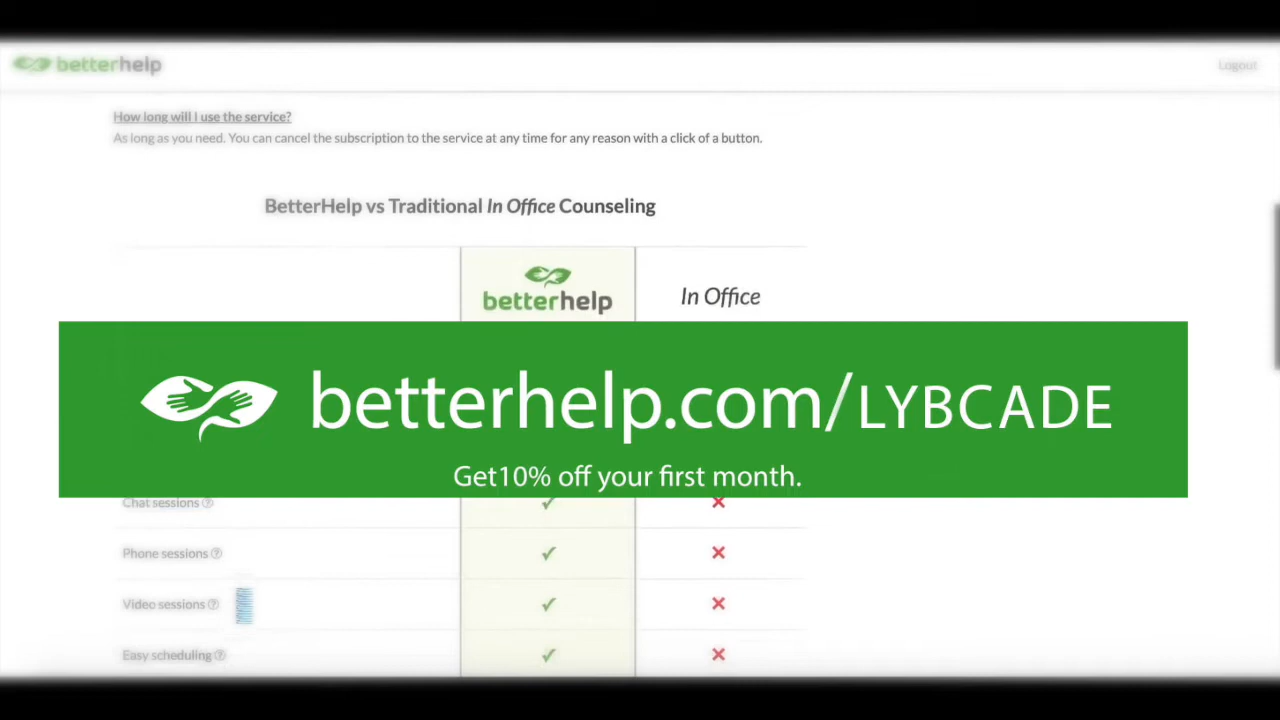 betterhelp
Logout
How long will I use the service?
As long as you need. You can cancel the subscription to the service at any time for any reason with a click of a button.
BetterHelp vs Traditional In Office Counseling
betterhelp
In Office
betterhelp.com/LYBCADE
Get10% off your first month.
Chat sessions
Phone sessions
Video sessions
Easy scheduling